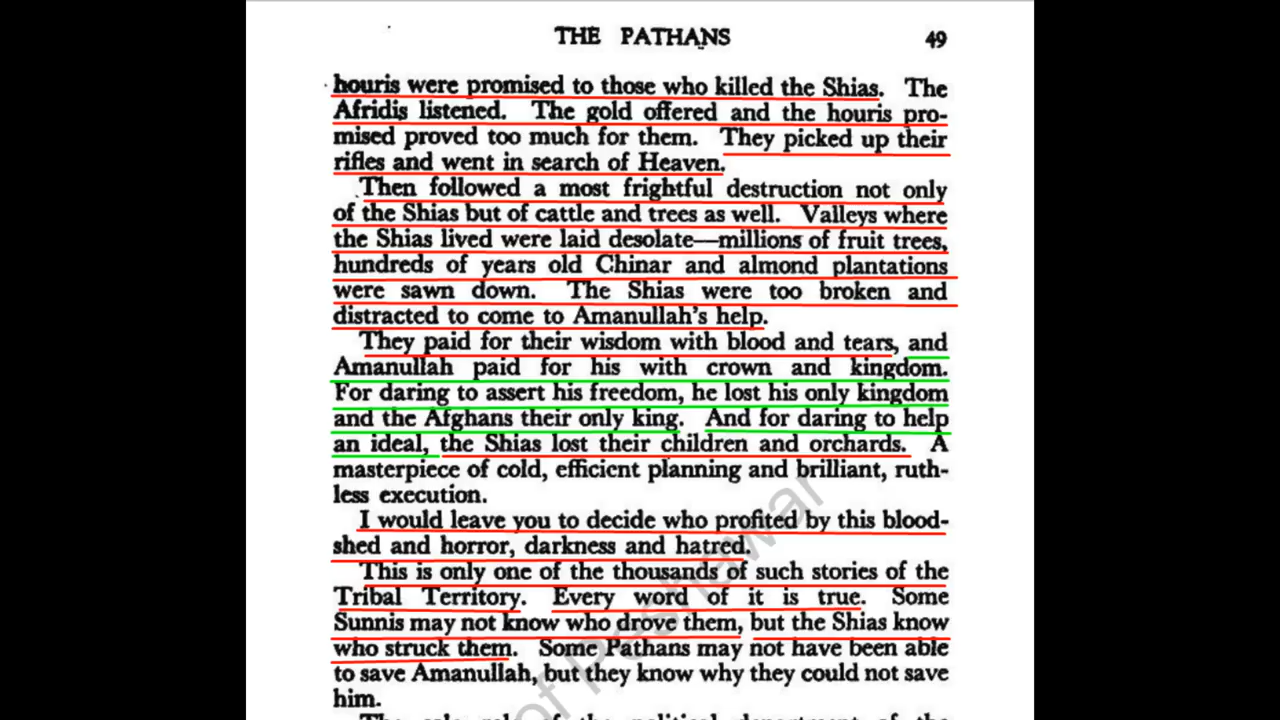 THE PATHANS 49
houris were promised to those who killed the Shias. The
Afridis listened. The gold offered and the houris pro-
mised proved too much for them. They picked up their
rifles and went in search of Heaven.
Then followed a most frightful destruction not only
of the Shias but of cattle and trees as well. Valleys where
the Shias lived were laid desolate—millions of fruit trees,
hundreds of years old Chinar and almond plantations
were sawn down. The Shias were too broken and
distracted to come to Amanullah's help.
They paid for their wisdom with blood and tears, and
Amanullah paid for his with crown and kingdom.
For daring to assert his freedom, he lost his only kingdom
and the Afghans their only king. And for daring to help
an ideal, the Shias lost their children and orchards. A
masterpiece of cold, efficient planning and brilliant, ruth-
less execution.
I would leave you to decide who profited by this blood-
shed and horror, darkness and hatred.
This is only one of the thousands of such stories of the
Tribal Territory. Every word of it is true. Some
Sunnis may not know who drove them, but the Shias know
who struck them. Some Pathans may not have been able
to save Amanullah, but they know why they could not save
him.
The sole role of the political department of the
of Peshawar